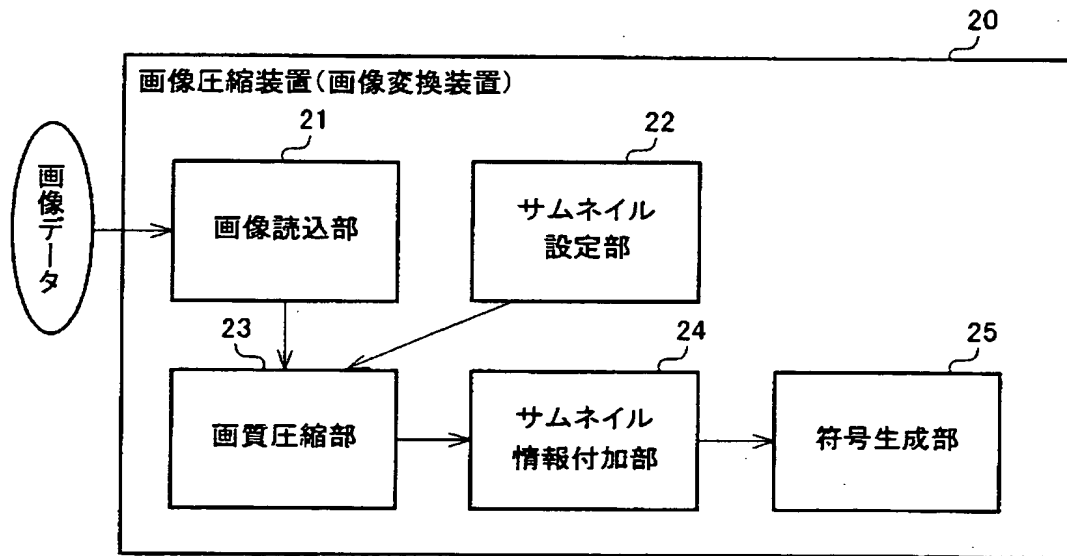 20
画像圧縮装置(画像変換装置)
画像データ
21
画像読込部
22
サムネイル
設定部
23
画質圧縮部
24
サムネイル
情報付加部
25
符号生成部